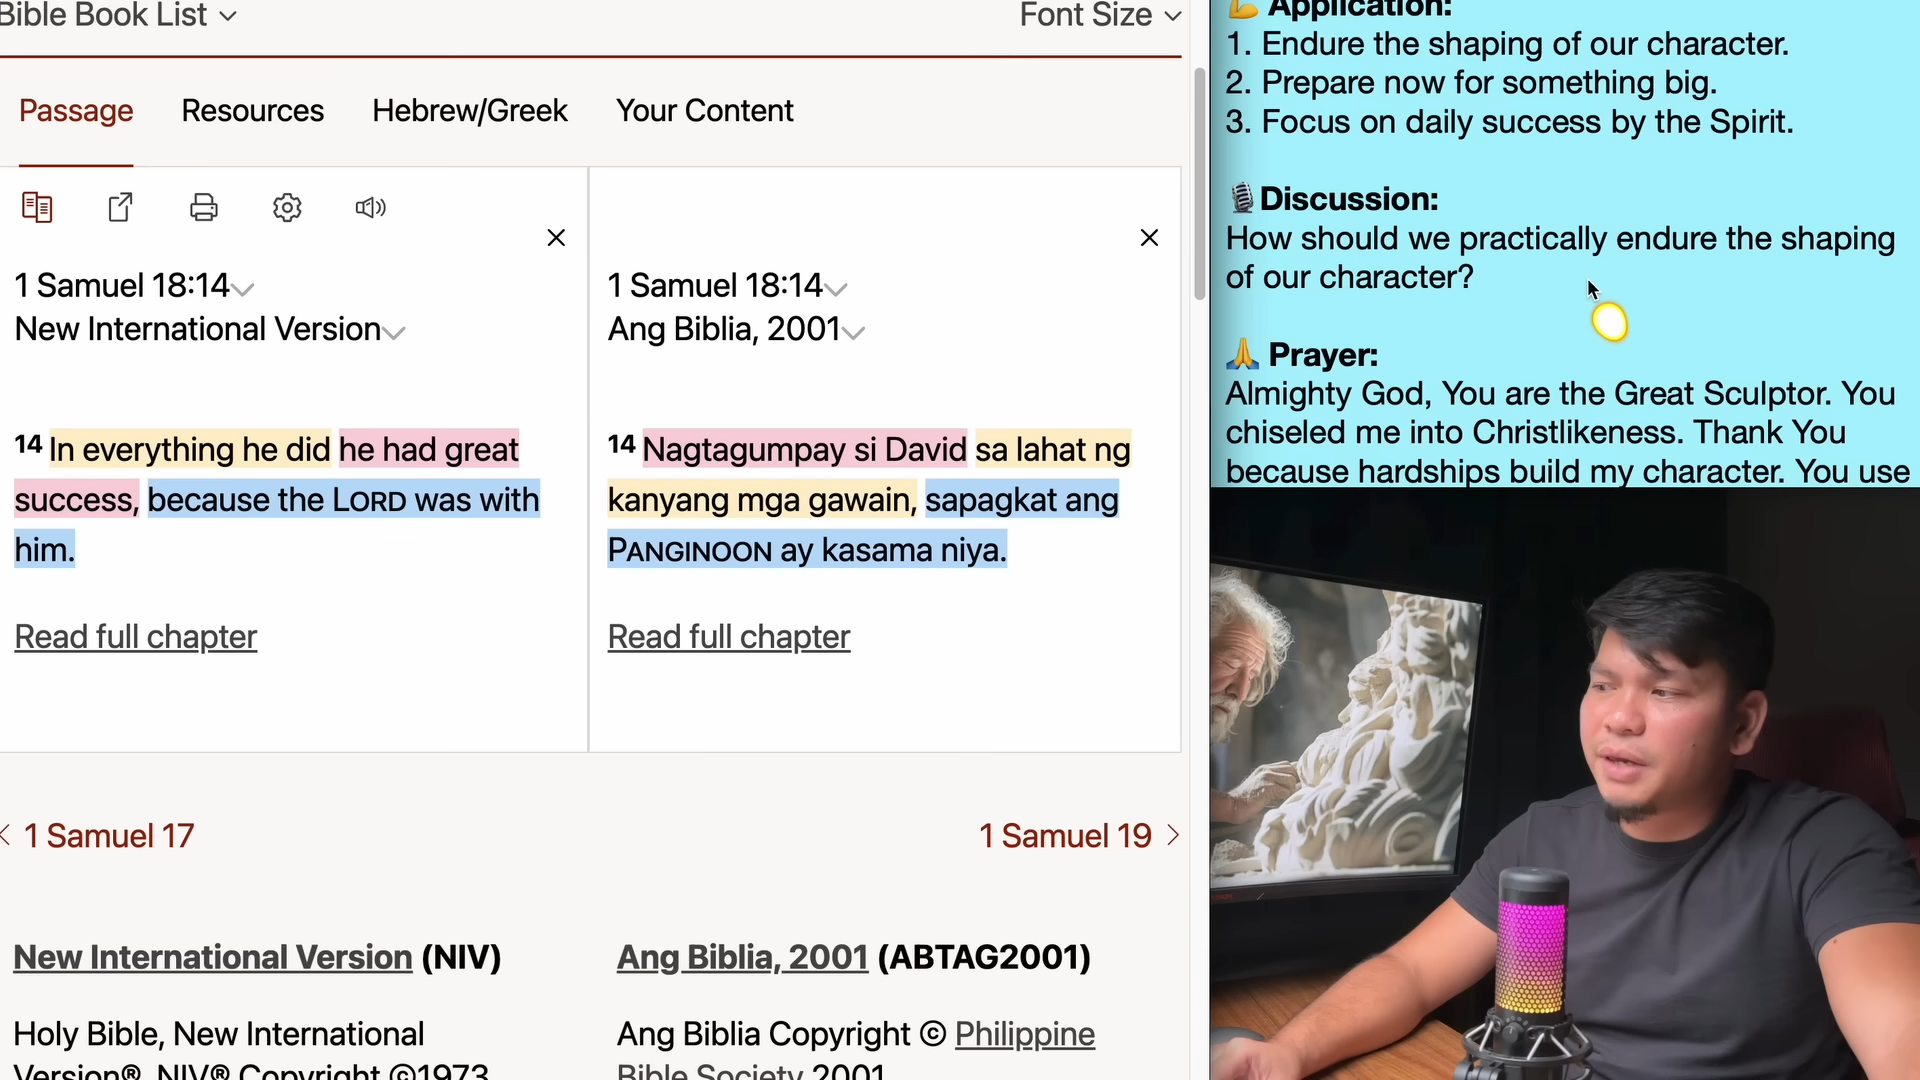 Bible Book List
Font Size
Passage
Resources
Hebrew/Greek
Your Content
1 Samuel 18:14
New International Version
14 In everything he did he had great
success, because the LORD was with
him.
Read full chapter
1 Samuel 18:14
Ang Biblia, 2001
14 Nagtagumpay si David sa lahat ng
kanyang mga gawain, sapagkat ang
PANGINOON ay kasama niya.
Read full chapter
1 Samuel 17
1 Samuel 19
New International Version (NIV)
Holy Bible, New International
Version®, NIV® Copyright ©1973
Ang Biblia, 2001 (ABTAG2001)
Ang Biblia Copyright © Philippine
Bible Society 2001
💪 Application:
1. Endure the shaping of our character.
2. Prepare now for something big.
3. Focus on daily success by the Spirit.
🎙️Discussion:
How should we practically endure the shaping
of our character?
🙏 Prayer:
Almighty God, You are the Great Sculptor. You
chiseled me into Christlikeness. Thank You
because hardships build my character. You use